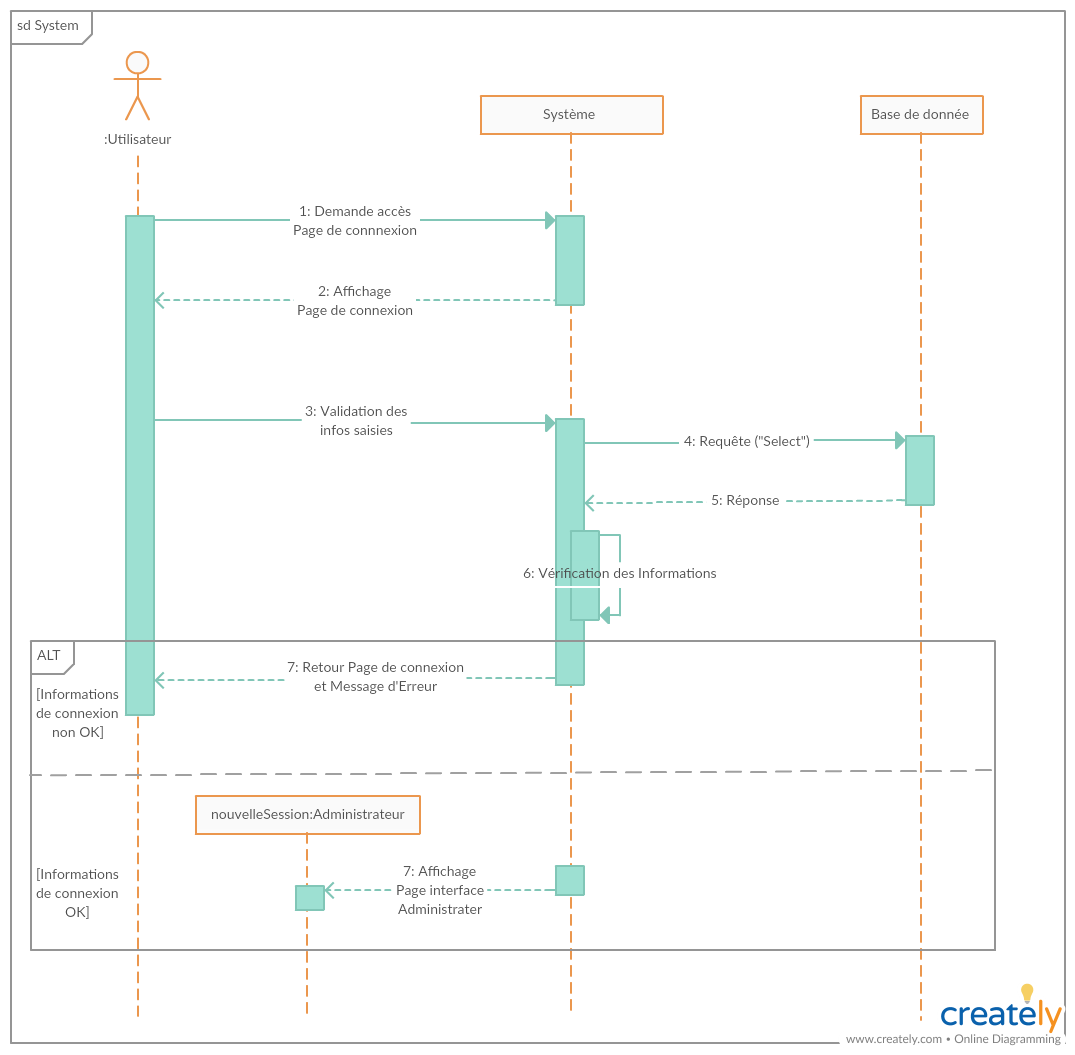 sd System
:Utilisateur
Système
Base de donnée
1: Demande accès
Page de connnexion
2: Affichage
Page de connexion
3: Validation des
infos saisies
4: Requête ("Select")
5: Réponse
6: Vérification des Informations
ALT
7: Retour Page de connexion
et Message d'Erreur
[Informations
de connexion
non OK]
nouvelleSession:Administrateur
[Informations
de connexion
OK]
7: Affichage
Page interface
Administrater
creately
www.creately.com • Online Diagramming